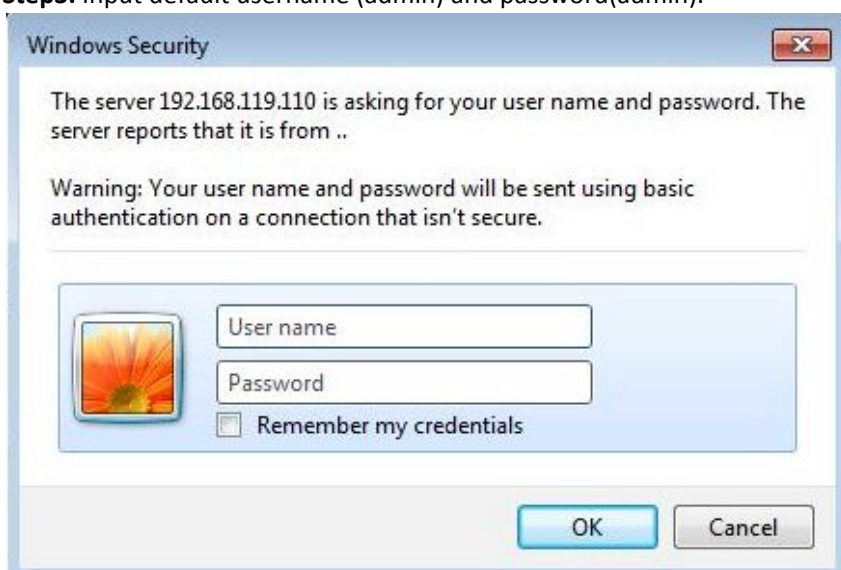 Step3: Input default username (admin) and password(admin).
Windows Security
The server 192.168.119.110 is asking for your user name and password. The
server reports that it is from ..
Warning: Your user name and password will be sent using basic
authentication on a connection that isn't secure.
User name
Password
Remember my credentials
OK
Cancel